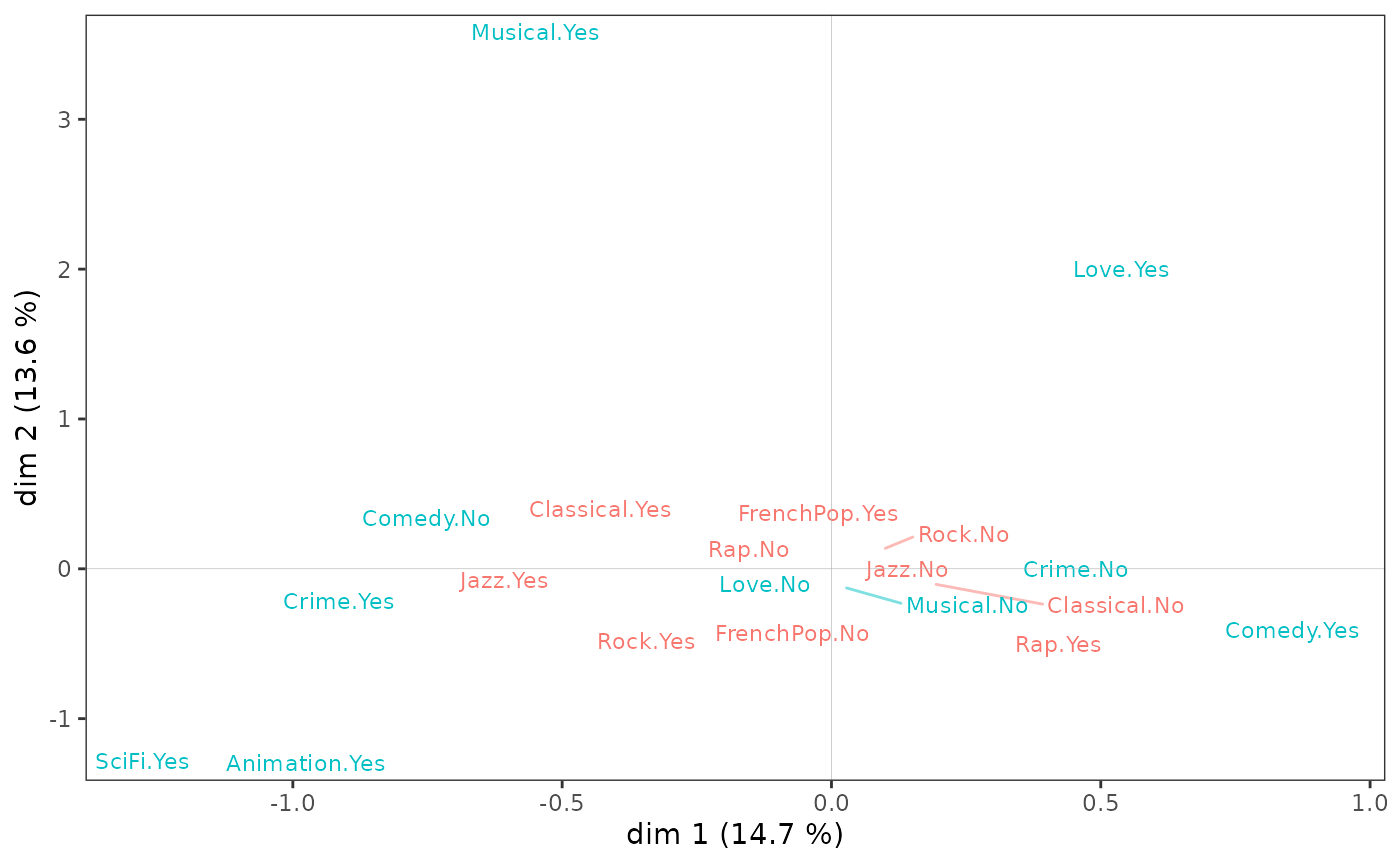 Musical.Yes
3
Love.Yes
2
dim 2 (13.6 %)
1
Classical.Yes
FrenchPop.Yes
Comedy.No
Rock.No
Rap.No
0
Jazz.No
Crime.No
Jazz.Yes
Love.No
Crime.Yes
Musical.No
Classical.No
Comedy.Yes
FrenchPop.No
Rock.Yes
Rap.Yes
-1
SciFi.Yes
Animation.Yes
-1.0
-0.5
0.0
0.5
1.0
dim 1 (14.7 %)